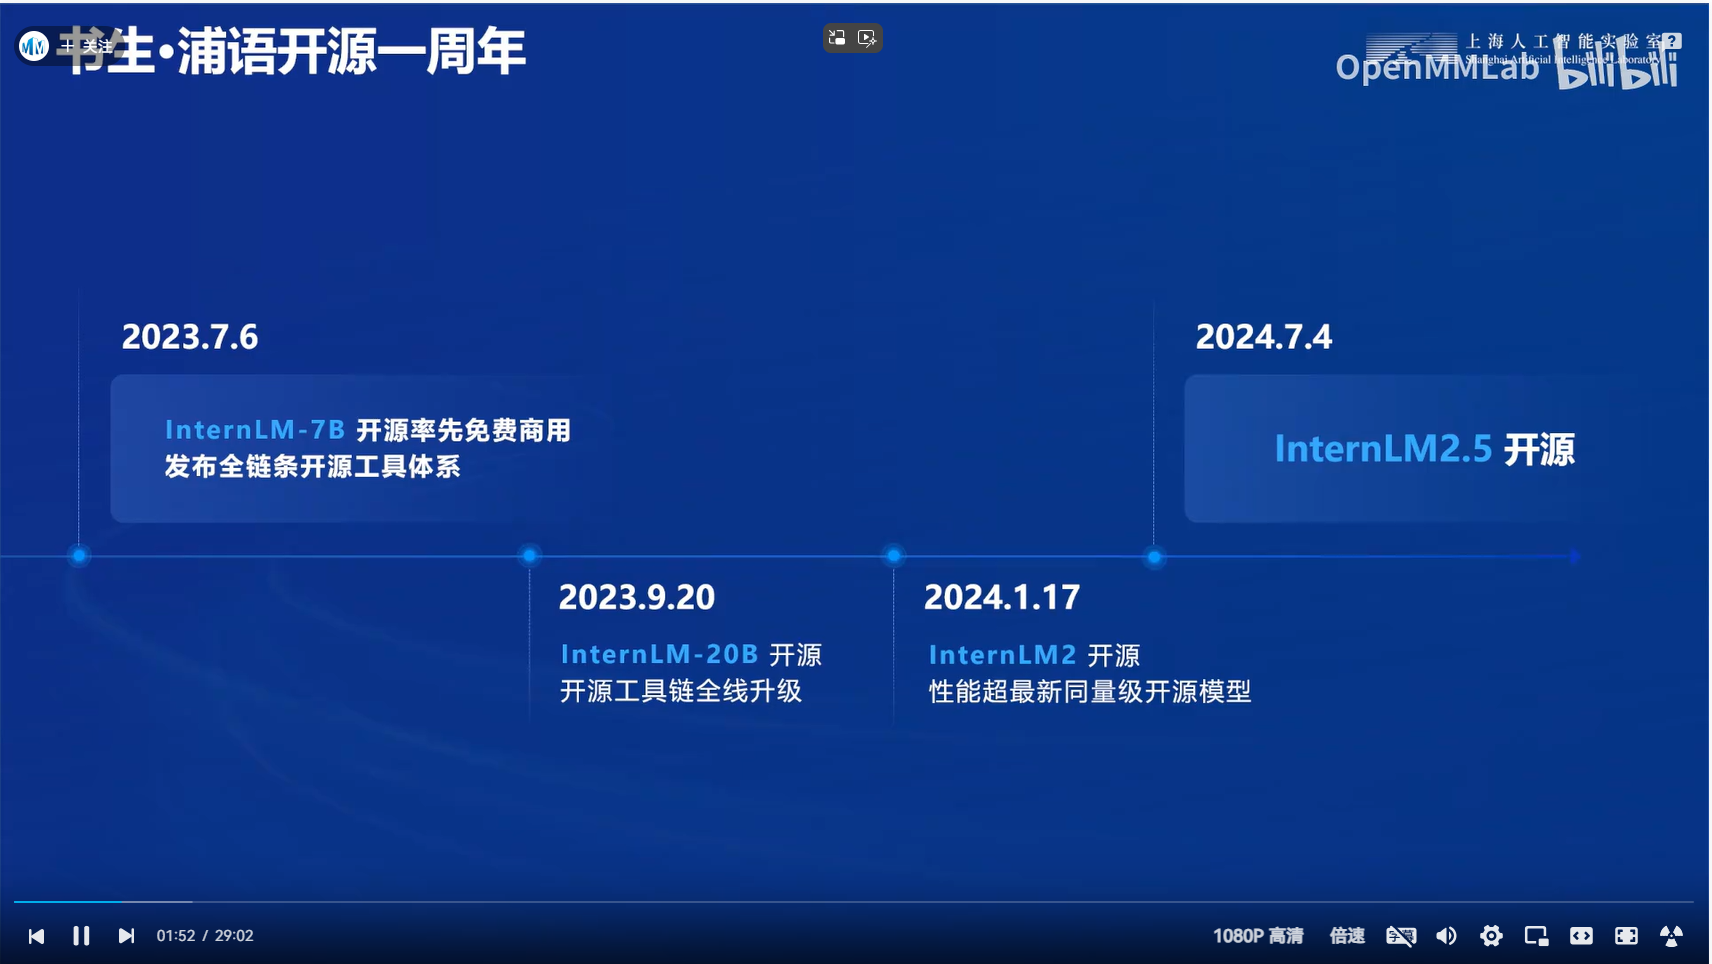 书生·浦语开源一周年
+ 关注
上海人工智能实验室
Shanghai Artificial Intelligence Laboratory
OpenMMLab bilibili
2023.7.6
InternLM-7B 开源率先免费商用
发布全链条开源工具体系
2024.7.4
InternLM2.5 开源
2023.9.20
InternLM-20B 开源
开源工具链全线升级
2024.1.17
InternLM2 开源
性能超最新同量级开源模型
01:52 / 29:02
1080P 高清
倍速